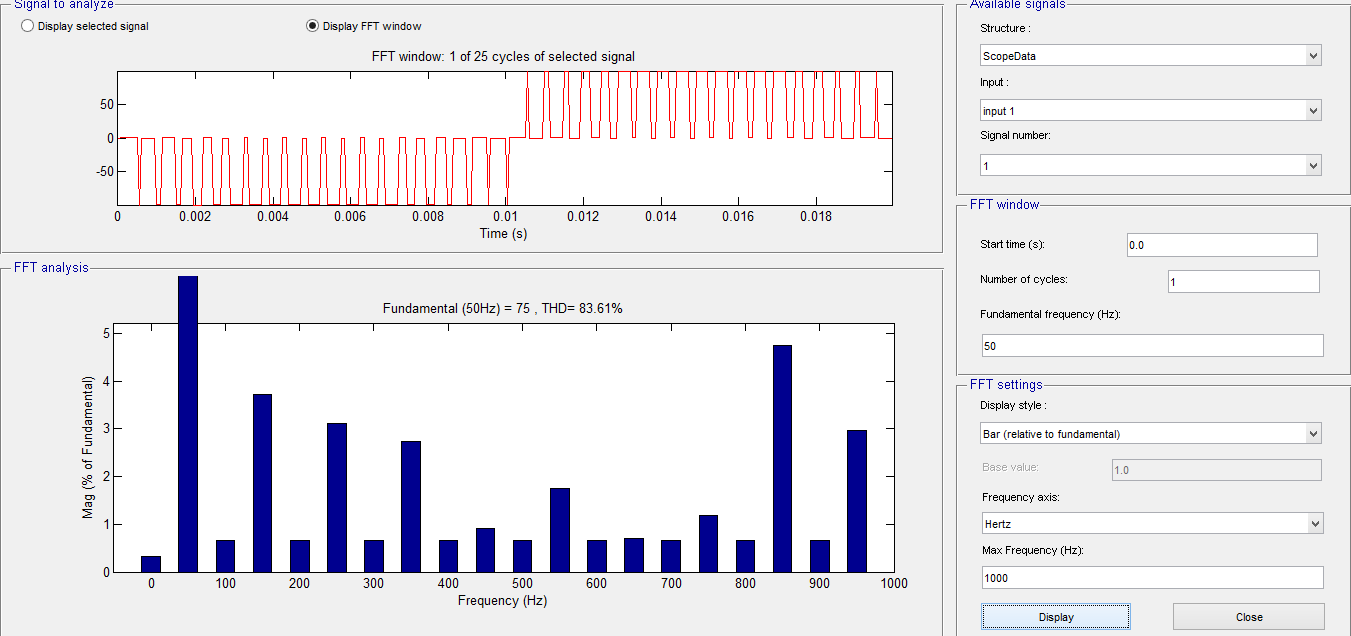 Signal to analyze
Display selected signal
Display FFT window
FFT window: 1 of 25 cycles of selected signal
50
0
-50
0 0.002 0.004 0.006 0.008 0.01 0.012 0.014 0.016 0.018
Time (s)
FFT analysis
Fundamental (50Hz) = 75 , THD= 83.61%
5
4
3
2
1
0
Mag (% of Fundamental)
0 100 200 300 400 500 600 700 800 900 1000
Frequency (Hz)
Available signals
Structure :
ScopeData
Input :
input 1
Signal number:
1
FFT window
Start time (s): 0.0
Number of cycles: 1
Fundamental frequency (Hz):
50
FFT settings
Display style :
Bar (relative to fundamental)
Base value: 1.0
Frequency axis:
Hertz
Max Frequency (Hz):
1000
Display Close